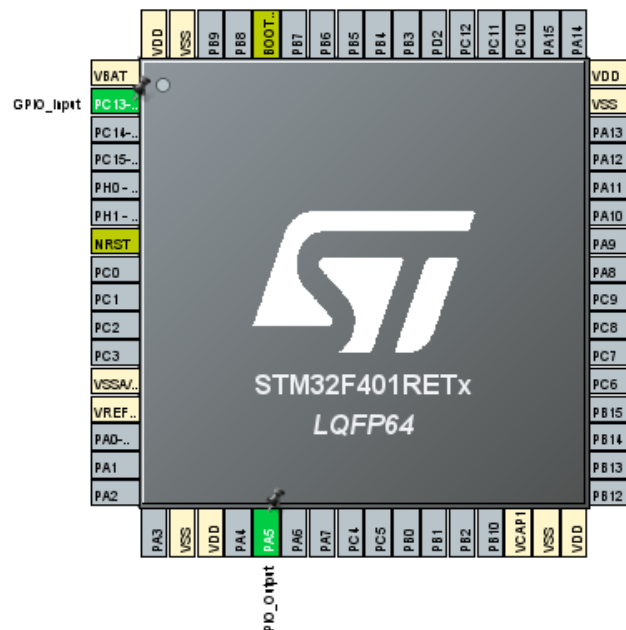 VDD
VSS
PB9
PB8
BOOT..
PB7
PB6
PB5
PB4
PB3
PD2
PC12
PC11
PC10
PA15
PA14
VBAT
GPIO_Input
PC13-..
PC14-..
PC15-..
PH0 - ..
PH1 - ..
NRST
PC0
PC1
PC2
PC3
VSSA/..
VREF..
PA0-..
PA1
PA2
VDD
VSS
PA13
PA12
PA11
PA10
PA9
PA8
PC9
PC8
PC7
PC6
PB15
PB14
PB13
PB12
ST
STM32F401RETx
LQFP64
PA3
VSS
VDD
PA4
PA5
PA6
PA7
PC4
PC5
PB0
PB1
PB2
PB10
VCAP1
VSS
VDD
PIO_Output